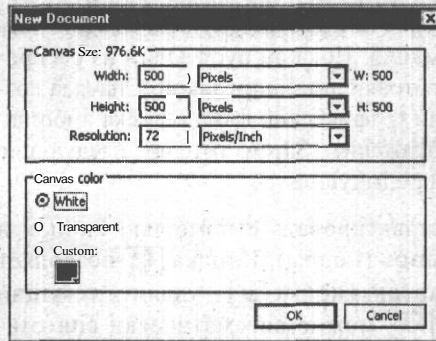 New Document
Canvas Sze: 976.6K
Width: 500 ) Pixels W: 500
Height: 500 Pixels H: 500
Resolution: 72 | Pixels/Inch
Canvas color
White
O Transparent
O Custom:
OK Cancel